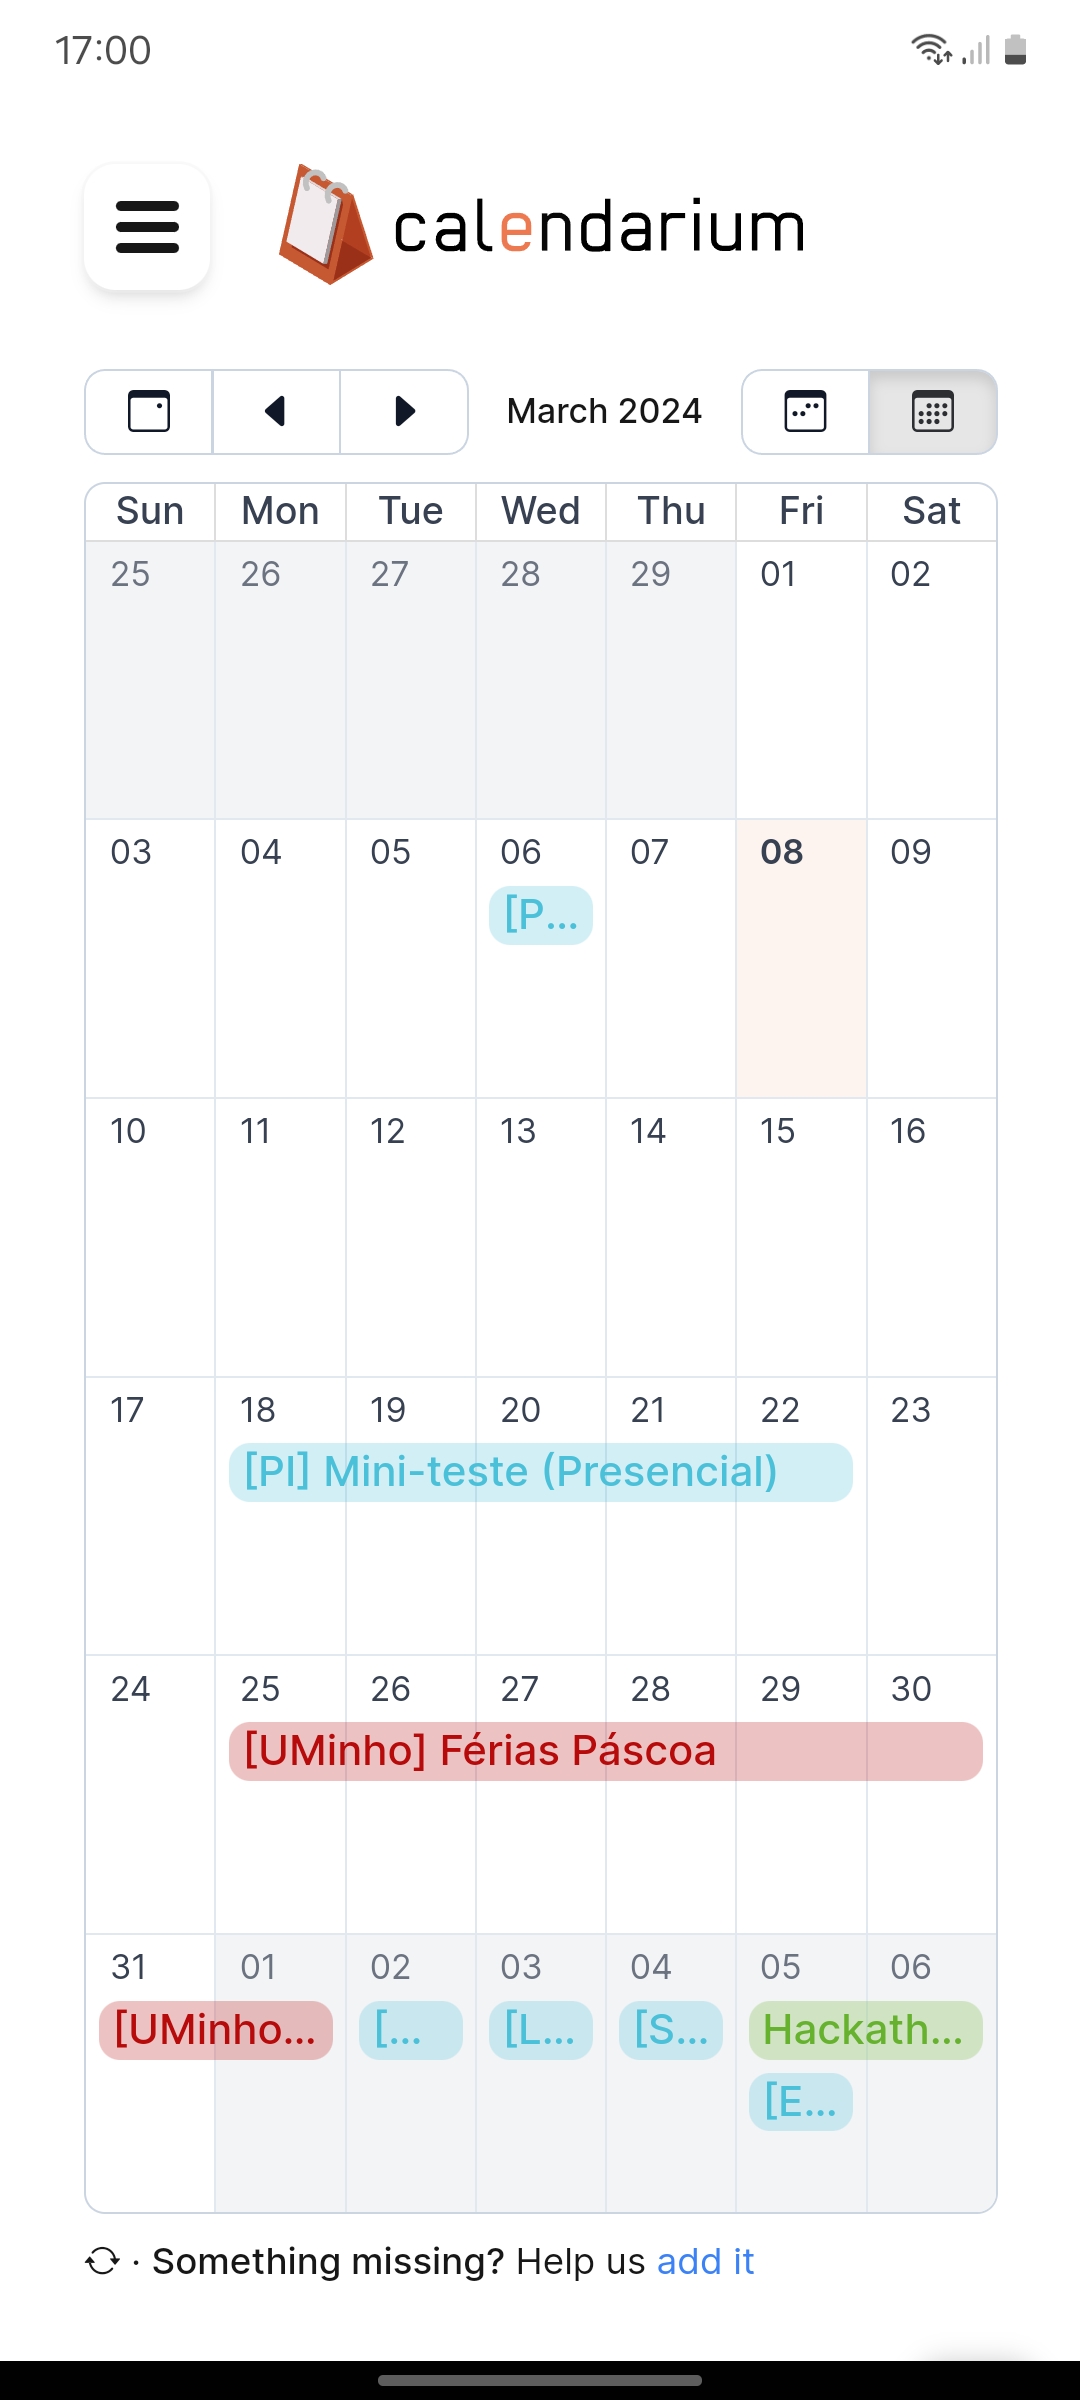 17:00
calendarium
March 2024
Sun Mon Tue Wed Thu Fri Sat
25 26 27 28 29 01 02
03 04 05 06 07 08 09
[P...
10 11 12 13 14 15 16
17 18 19 20 21 22 23
[PI] Mini-teste (Presencial)
24 25 26 27 28 29 30
[UMinho] Férias Páscoa
31 01 02 03 04 05 06
[UMinho... [... [L... [S... Hackath...
[E...
· Something missing? Help us add it